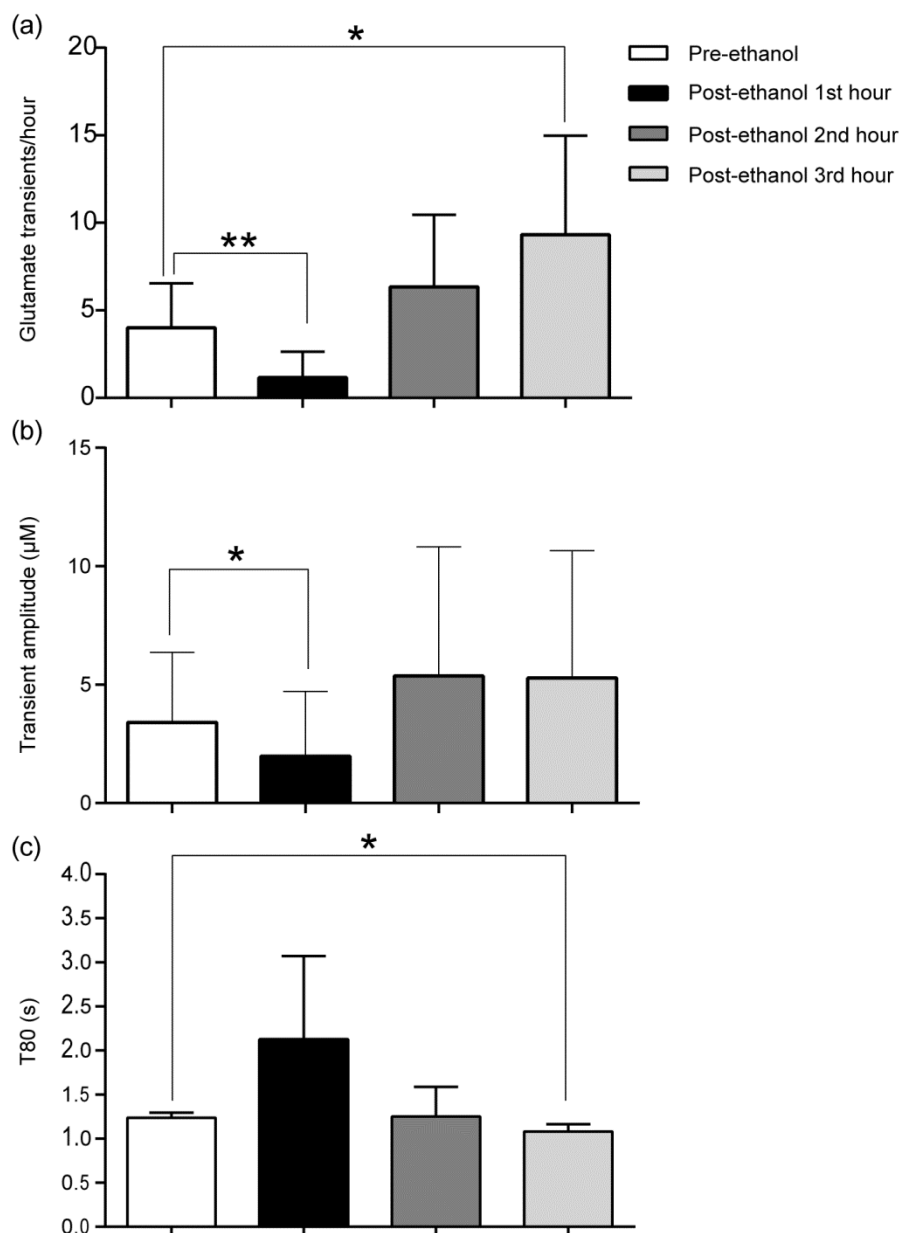 (a)
*
**
20
15
10
5
0
Glutamate transients/hour
Pre-ethanol
Post-ethanol 1st hour
Post-ethanol 2nd hour
Post-ethanol 3rd hour
(b)
*
15
10
5
0
Transient amplitude (µM)
(c)
*
4.0
3.5
3.0
2.5
2.0
1.5
1.0
0.5
0.0
T80 (s)